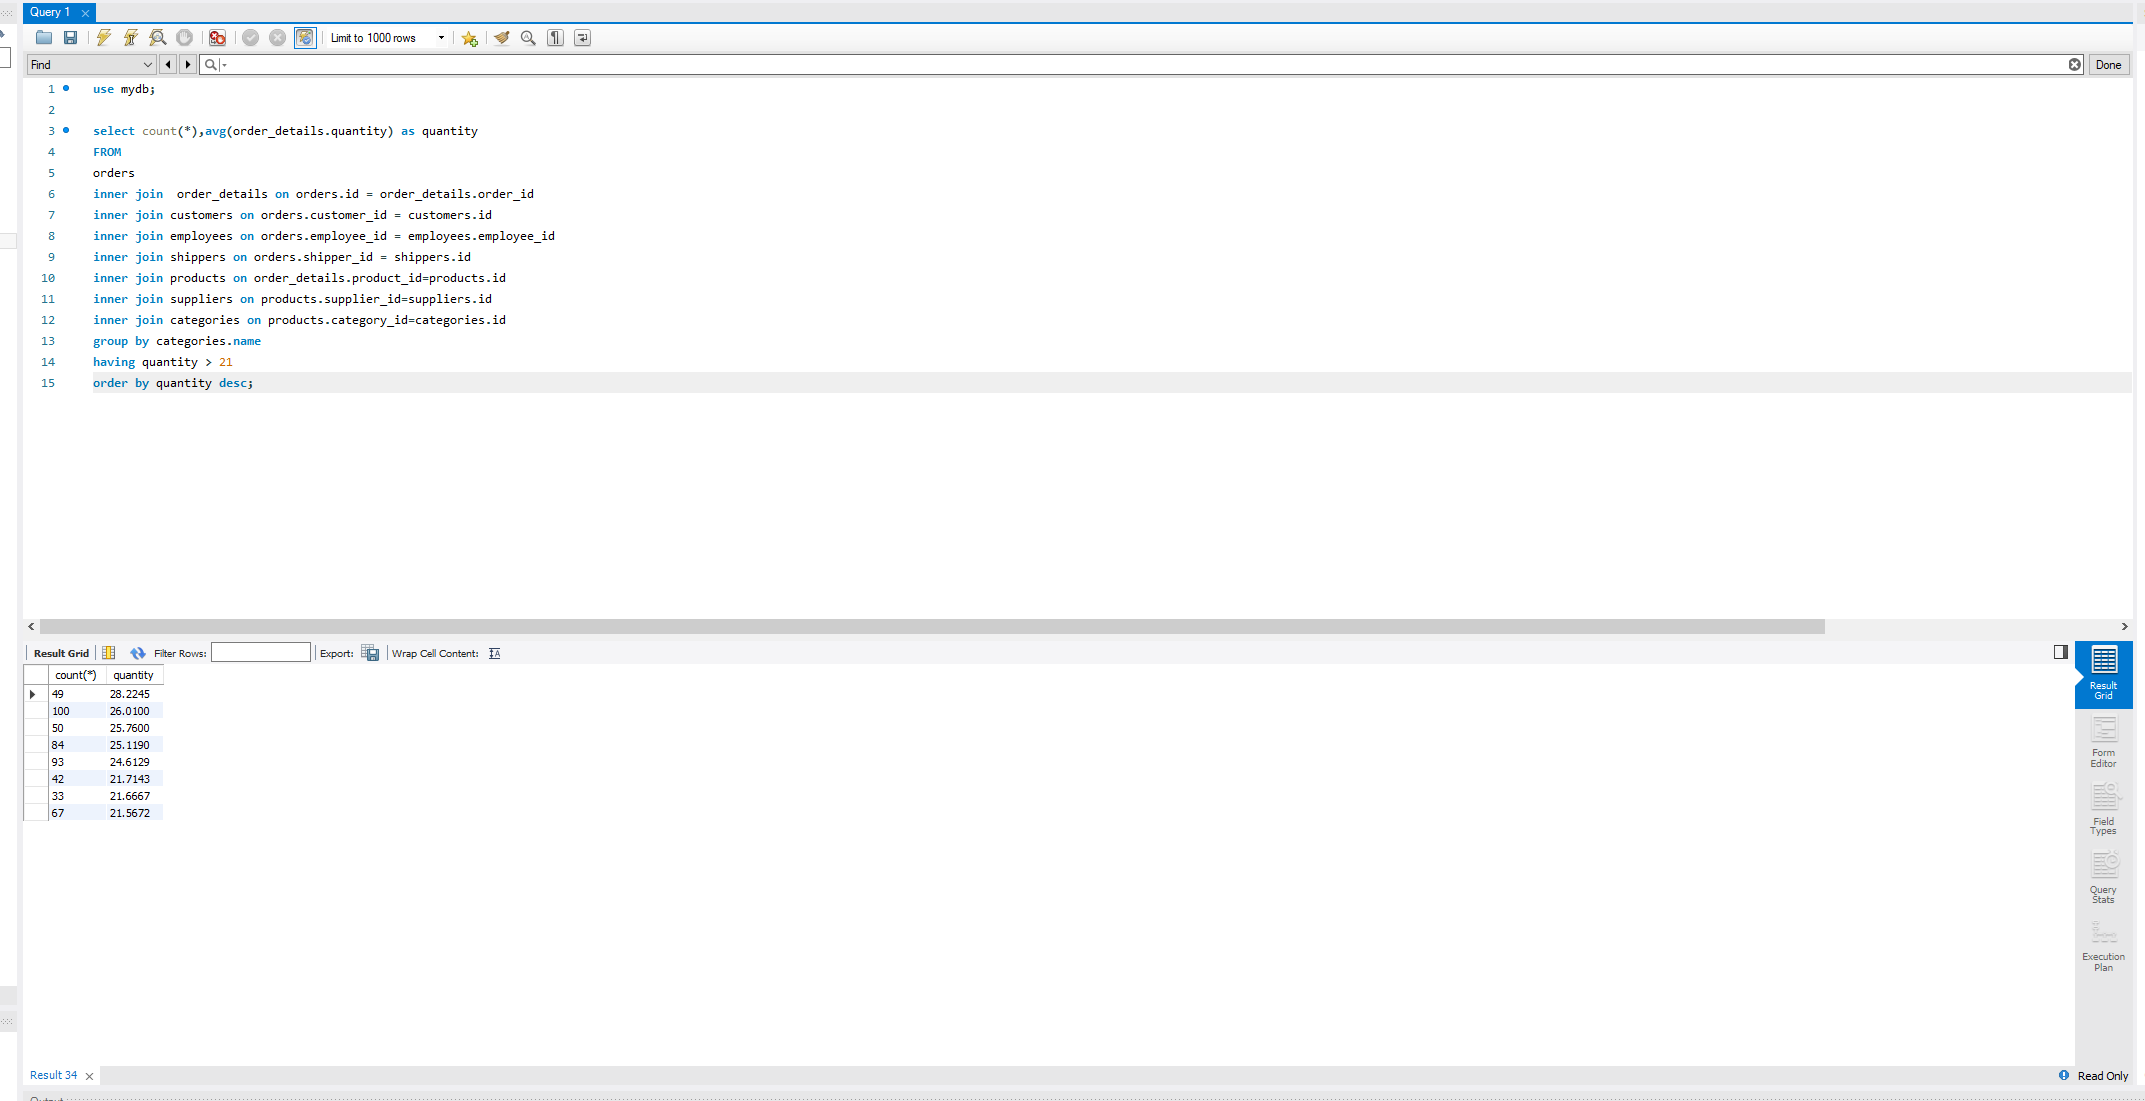 Query 1
Limit to 1000 rows
Find
Done
1 use mydb;
2
3 select count(*),avg(order_details.quantity) as quantity
4 FROM
5 orders
6 inner join  order_details on orders.id = order_details.order_id
7 inner join customers on orders.customer_id = customers.id
8 inner join employees on orders.employee_id = employees.employee_id
9 inner join shippers on orders.shipper_id = shippers.id
10 inner join products on order_details.product_id=products.id
11 inner join suppliers on products.supplier_id=suppliers.id
12 inner join categories on products.category_id=categories.id
13 group by categories.name
14 having quantity > 21
15 order by quantity desc;
Result Grid Filter Rows: Export: Wrap Cell Content:
count(*) quantity
49 28.2245
100 26.0100
50 25.7600
84 25.1190
93 24.6129
42 21.7143
33 21.6667
67 21.5672
Result
Grid
Form
Editor
Field
Types
Query
Stats
Execution
Plan
Result 34
Read Only
Output